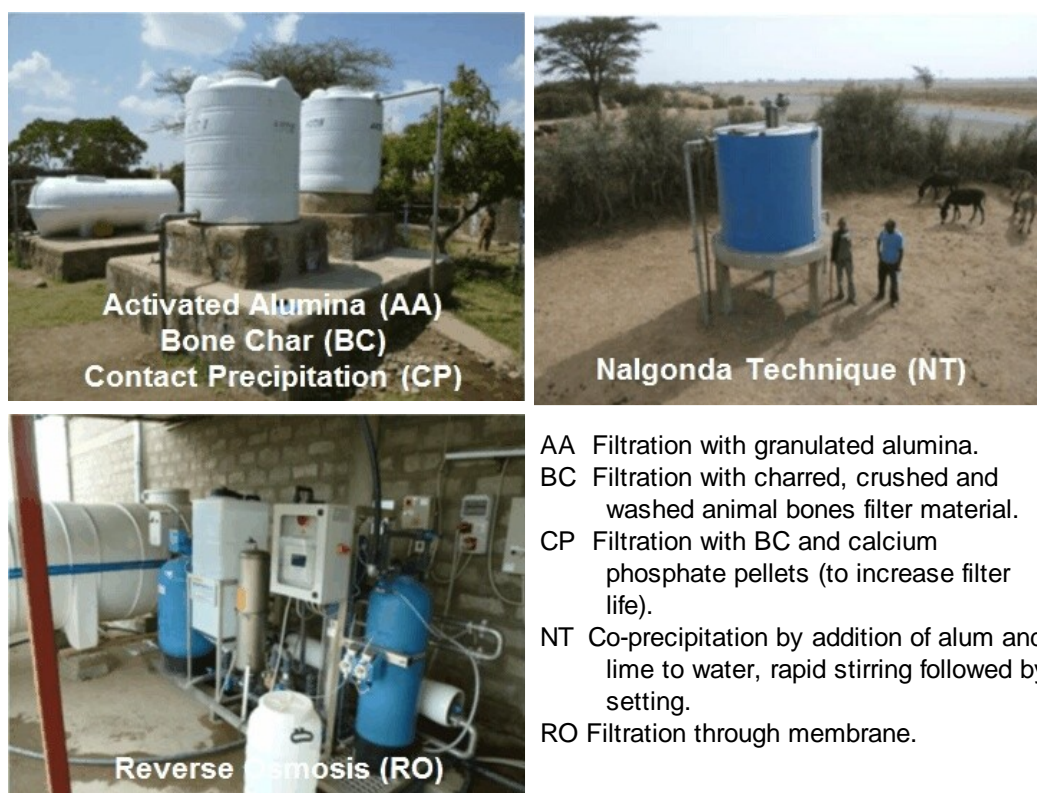 Activated Alumina (AA)
Bone Char (BC)
Contact Precipitation (CP)
Nalgonda Technique (NT)
Reverse Osmosis (RO)
AA Filtration with granulated alumina.
BC Filtration with charred, crushed and
washed animal bones filter material.
CP Filtration with BC and calcium
phosphate pellets (to increase filter
life).
NT Co-precipitation by addition of alum and
lime to water, rapid stirring followed by
setting.
RO Filtration through membrane.